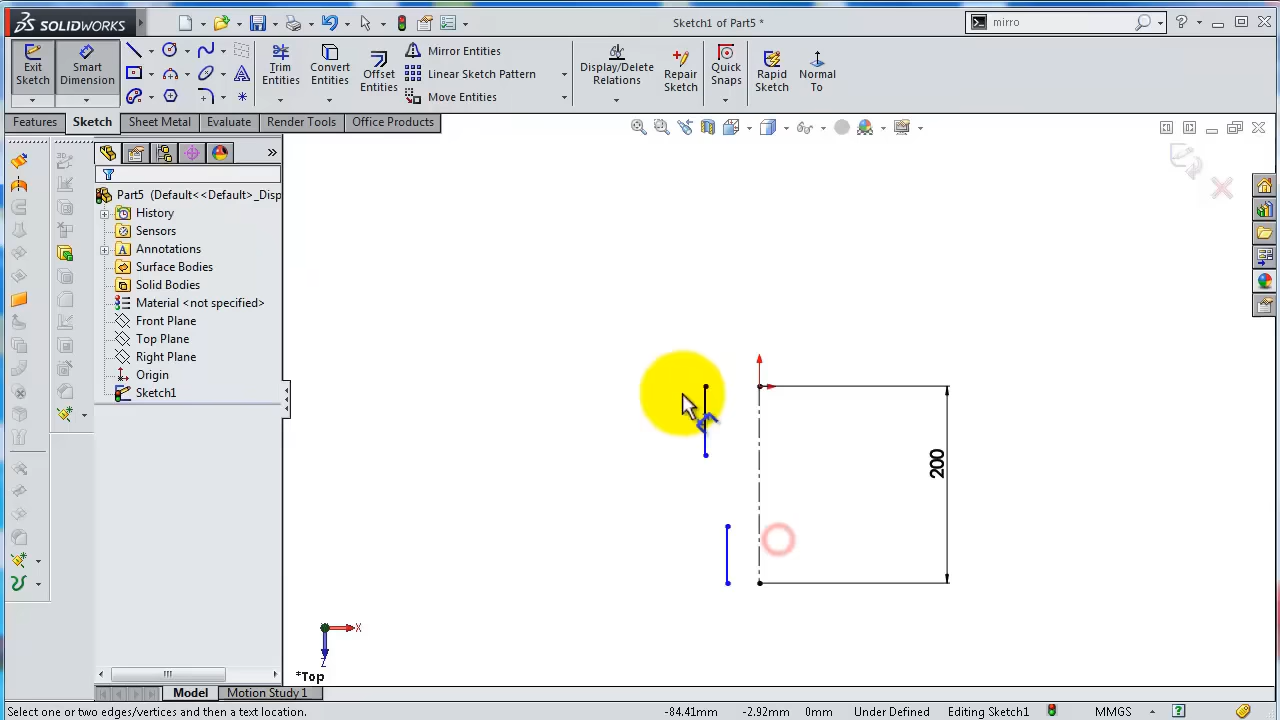 SOLIDWORKS
Sketch1 of Part5 *
mirro
Exit Sketch
Smart Dimension
Trim Entities
Convert Entities
Offset Entities
Mirror Entities
Linear Sketch Pattern
Move Entities
Display/Delete Relations
Repair Sketch
Quick Snaps
Rapid Sketch
Normal To
Features
Sketch
Sheet Metal
Evaluate
Render Tools
Office Products
Part5 (Default<<Default>_Disp
History
Sensors
Annotations
Surface Bodies
Solid Bodies
Material <not specified>
Front Plane
Top Plane
Right Plane
Origin
Sketch1
200
X
Z
*Top
Model
Motion Study 1
Select one or two edges/vertices and then a text location.
-84.41mm
-2.92mm
0mm
Under Defined
Editing Sketch1
MMGS